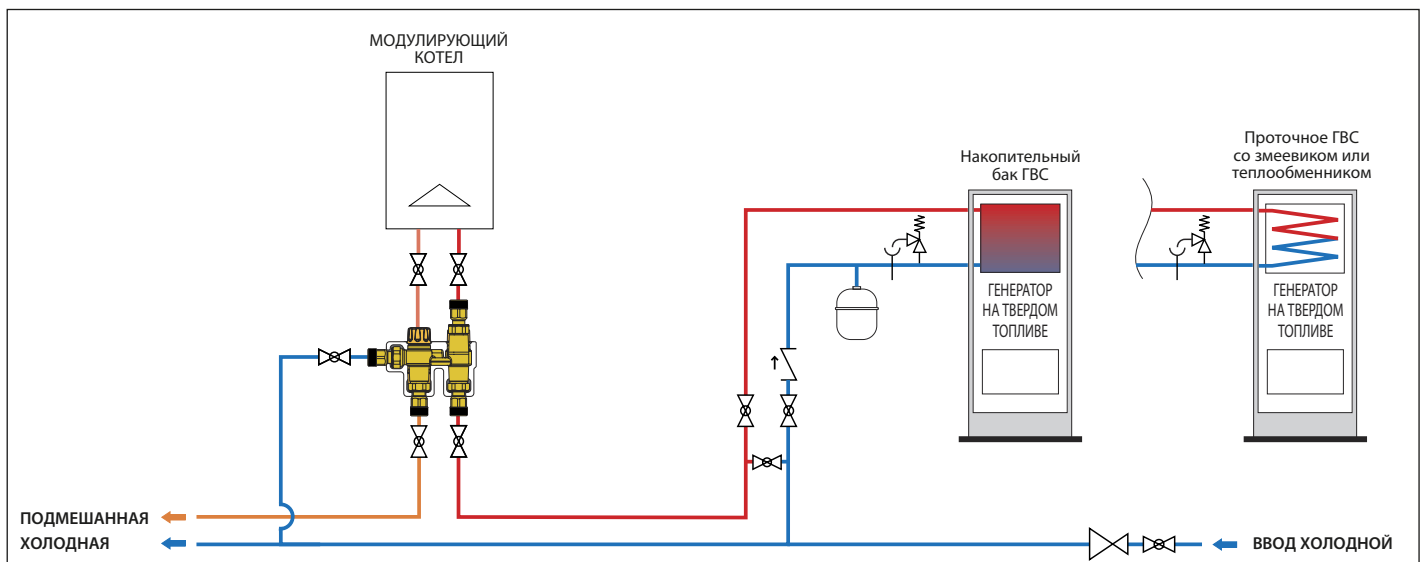 МОДУЛИРУЮЩИЙ
КОТЕЛ
Накопительный
бак ГВС
Проточное ГВС
со змеевиком или
теплообменником
ГЕНЕРАТОР
НА ТВЕРДОМ
ТОПЛИВЕ
ГЕНЕРАТОР
НА ТВЕРДОМ
ТОПЛИВЕ
ПОДМЕШАННАЯ
ХОЛОДНАЯ
ВВОД ХОЛОДНОЙ